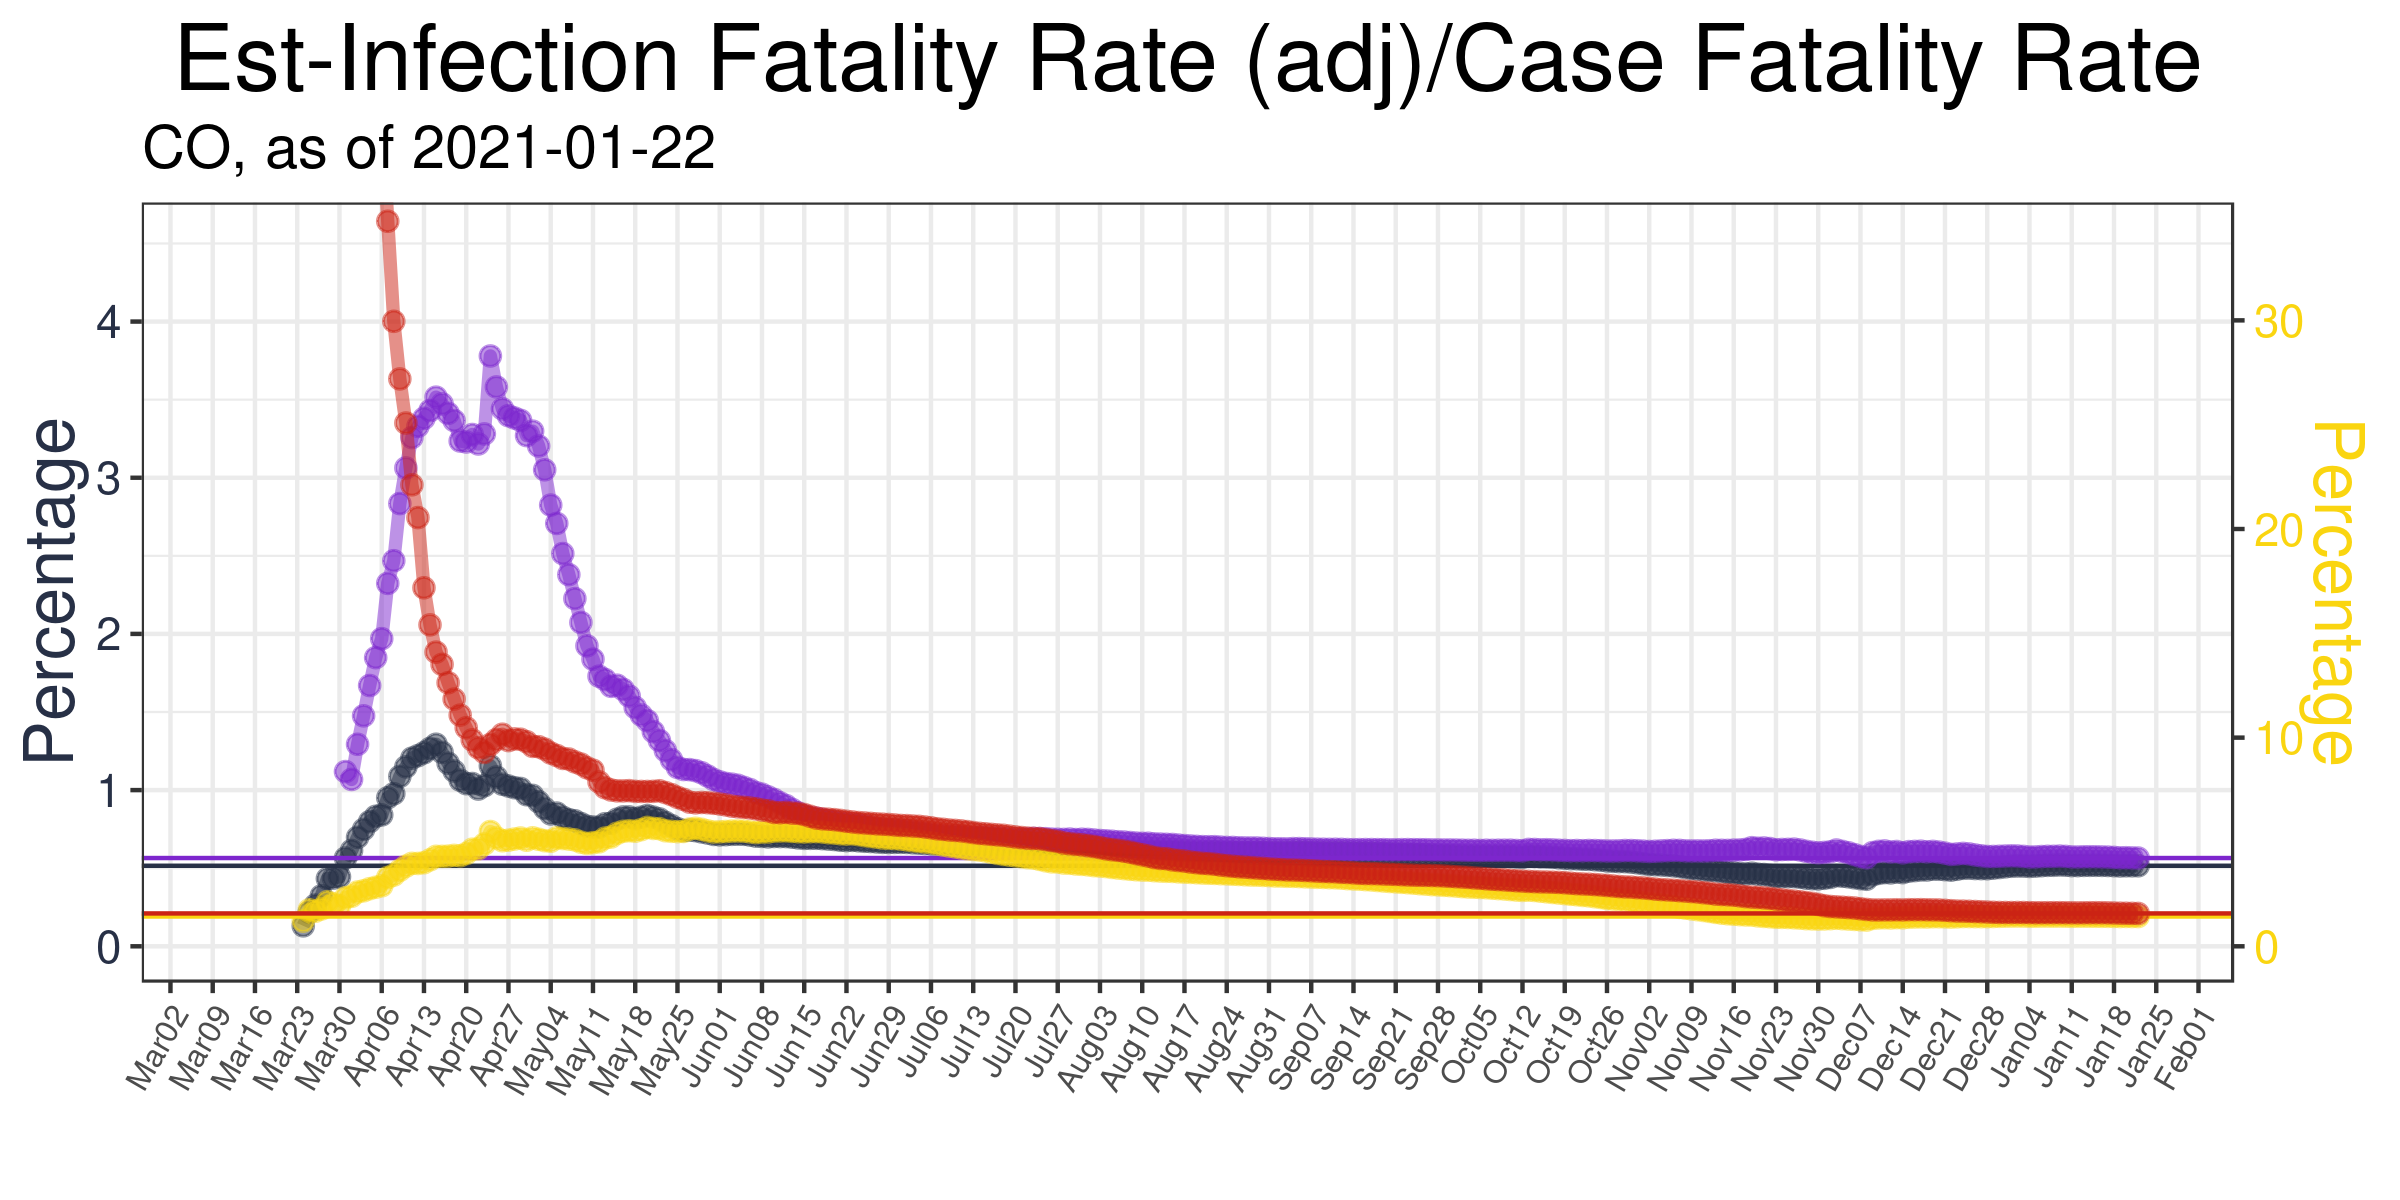 Est-Infection Fatality Rate (adj)/Case Fatality Rate
CO, as of 2021-01-22
Percentage
4
3
2
1
0
30
20
10
0
Percentage
Mar02
Mar09
Mar16
Mar23
Mar30
Apr06
Apr13
Apr20
Apr27
May04
May11
May18
May25
Jun01
Jun08
Jun15
Jun22
Jun29
Jul06
Jul13
Jul20
Jul27
Aug03
Aug10
Aug17
Aug24
Aug31
Sep07
Sep14
Sep21
Sep28
Oct05
Oct12
Oct19
Oct26
Nov02
Nov09
Nov16
Nov23
Nov30
Dec07
Dec14
Dec21
Dec28
Jan04
Jan11
Jan18
Jan25
Feb01